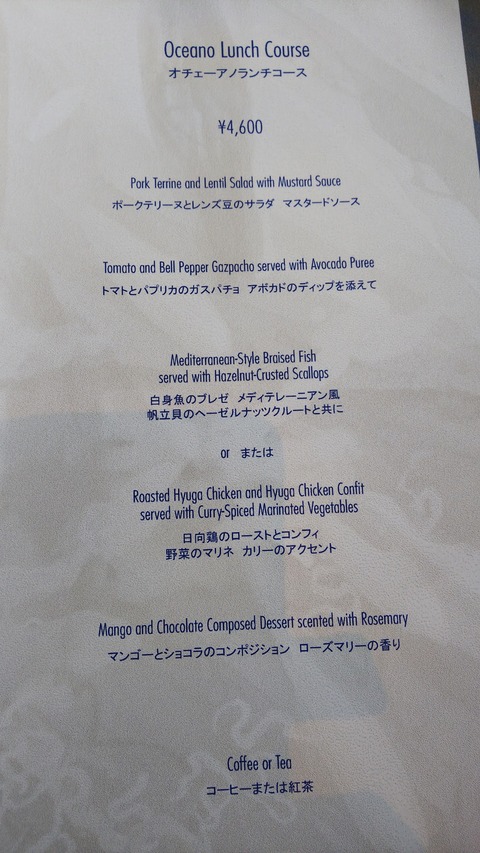 Oceano Lunch Course
オチェーアノランチコース
¥4,600
Pork Terrine and Lentil Salad with Mustard Sauce
ポークテリーヌとレンズ豆のサラダ マスタードソース
Tomato and Bell Pepper Gazpacho served with Avocado Puree
トマトとパプリカのガスパチョ アボカドのディップを添えて
Mediterranean-Style Braised Fish
served with Hazelnut-Crusted Scallops
白身魚のブレゼ メディテレーニアン風
帆立貝のヘーゼルナッツクルートと共に
or または
Roasted Hyuga Chicken and Hyuga Chicken Confit
served with Curry-Spiced Marinated Vegetables
日向鶏のローストとコンフィ
野菜のマリネ カリーのアクセント
Mango and Chocolate Composed Dessert scented with Rosemary
マンゴーとショコラのコンポジション ローズマリーの香り
Coffee or Tea
コーヒーまたは紅茶